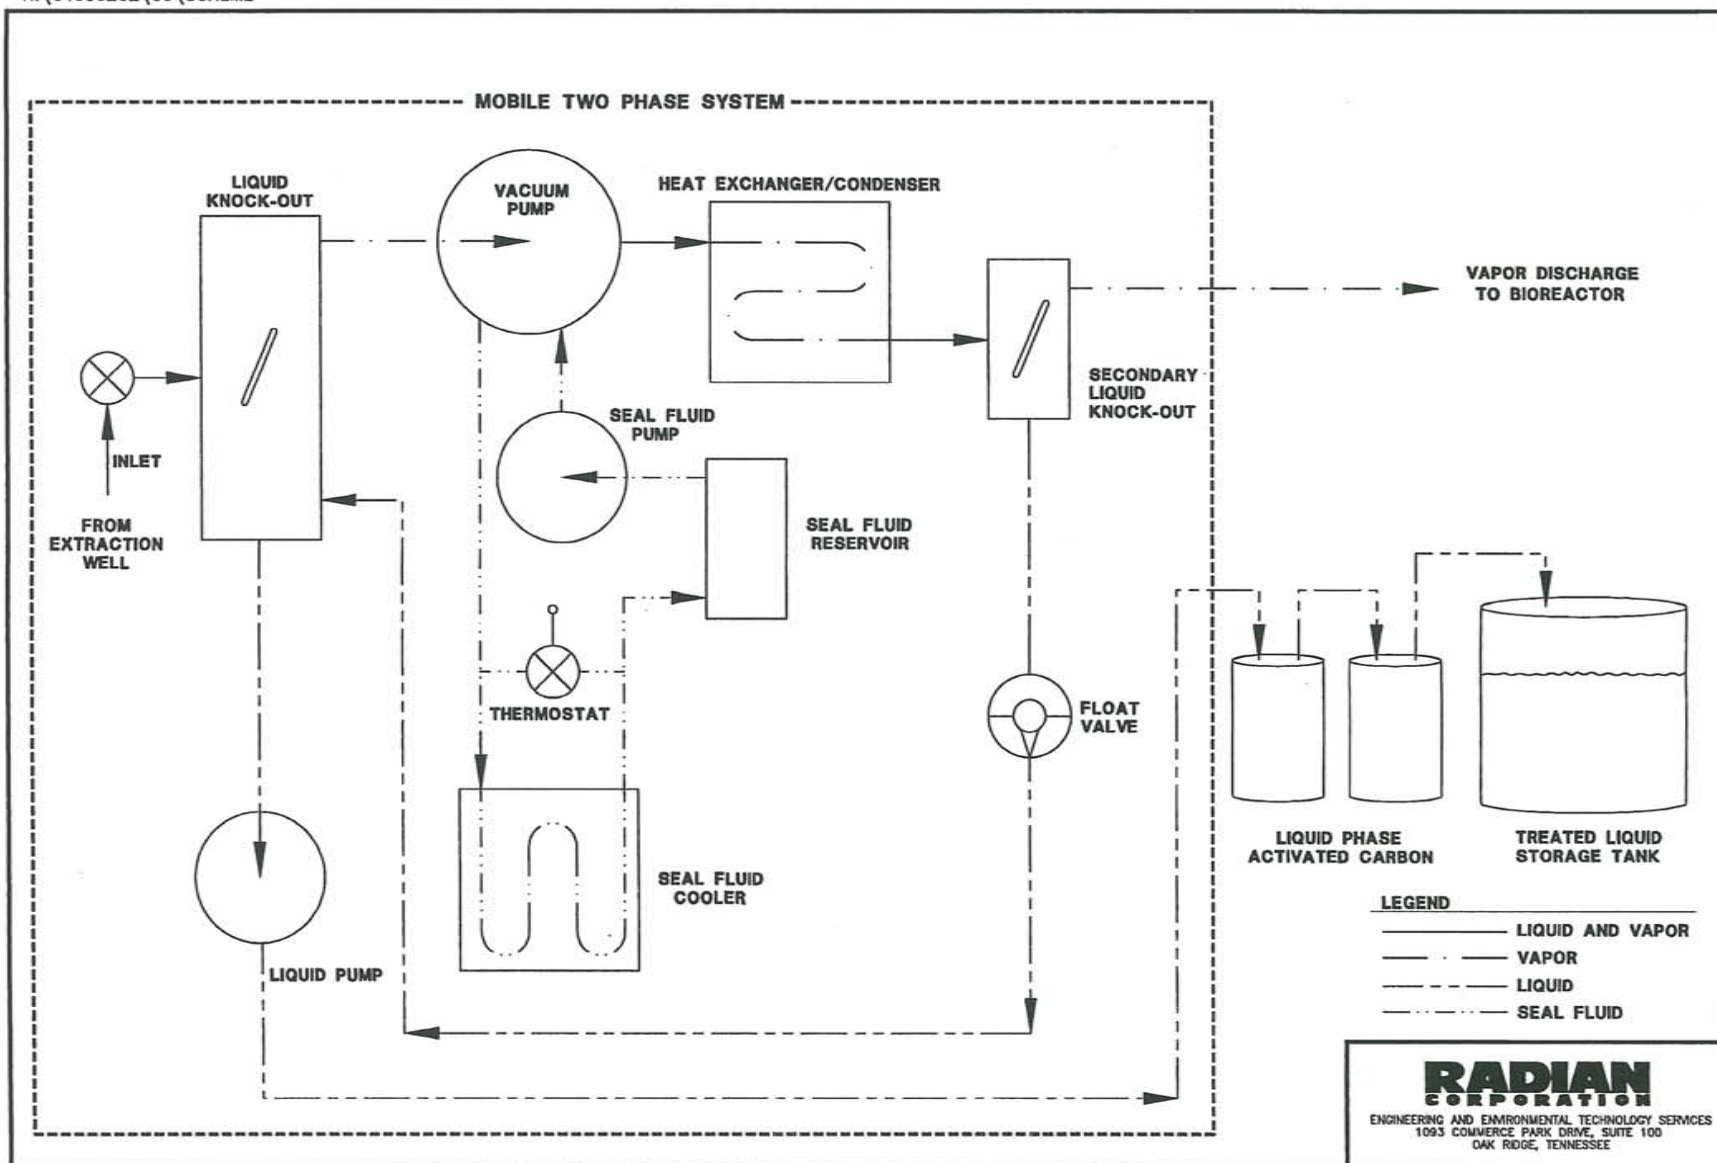 MOBILE TWO PHASE SYSTEM
LIQUID
KNOCK-OUT
VACUUM
PUMP
HEAT EXCHANGER/CONDENSER
VAPOR DISCHARGE
TO BIOREACTOR
SECONDARY
LIQUID
KNOCK-OUT
SEAL FLUID
PUMP
INLET
FROM
EXTRACTION
WELL
SEAL FLUID
RESERVOIR
THERMOSTAT
FLOAT
VALVE
LIQUID PHASE
ACTIVATED CARBON
TREATED LIQUID
STORAGE TANK
SEAL FLUID
COOLER
LIQUID PUMP
LEGEND
LIQUID AND VAPOR
VAPOR
LIQUID
SEAL FLUID
RADIAN
CORPORATION
ENGINEERING AND ENVIRONMENTAL TECHNOLOGY SERVICES
1093 COMMERCE PARK DRIVE, SUITE 100
OAK RIDGE, TENNESSEE